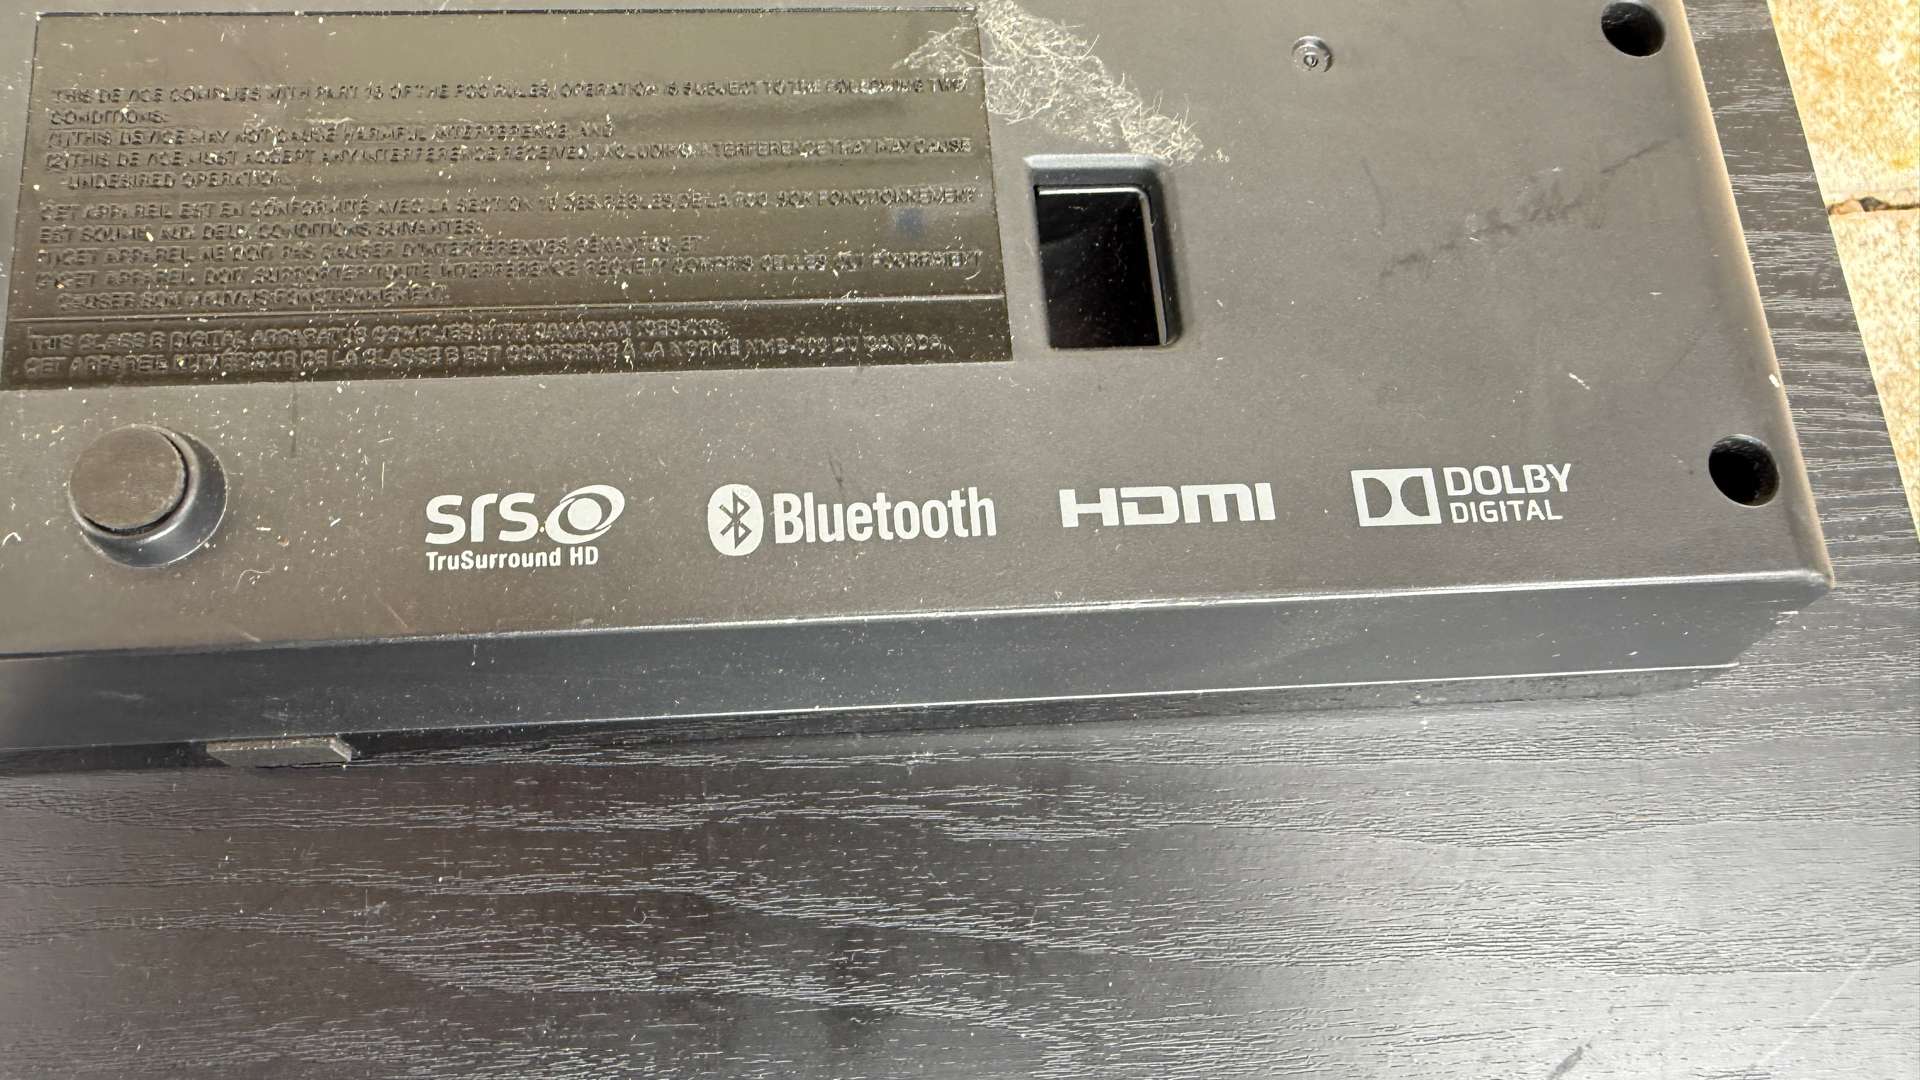 THIS DEVICE COMPLIES WITH PART 15 OF THE FCC RULES. OPERATION IS SUBJECT TO THE FOLLOWING TWO
CONDITIONS:
(1)THIS DEVICE MAY NOT CAUSE HARMFUL INTERFERENCE, AND
(2)THIS DEVICE MUST ACCEPT ANY INTERFERENCE RECEIVED, INCLUDING INTERFERENCE THAT MAY CAUSE
UNDESIRED OPERATION.
CET APPAREIL EST EN CONFORMITÉ AVEC LA SECTION 15 DES RÈGLES DE LA FCC. SON FONCTIONNEMENT
EST SOUMIS AUX DEUX CONDITIONS SUIVANTES:
CET APPAREIL NE DOIT PAS CAUSER D'INTERFÉRENCES GÊNANTES, ET
CET APPAREIL DOIT SUPPORTER TOUTE INTERFÉRENCE REÇUE, Y COMPRIS CELLES QUI POURRAIENT
CAUSER SON MAUVAIS FONCTIONNEMENT.
THIS CLASS B DIGITAL APPARATUS COMPLIES WITH CANADIAN ICES-003.
CET APPAREIL NUMÉRIQUE DE LA CLASSE B EST CONFORME À LA NORME NMB-003 DU CANADA.
SRS
TruSurround HD
Bluetooth
HDMI
DOLBY
DIGITAL